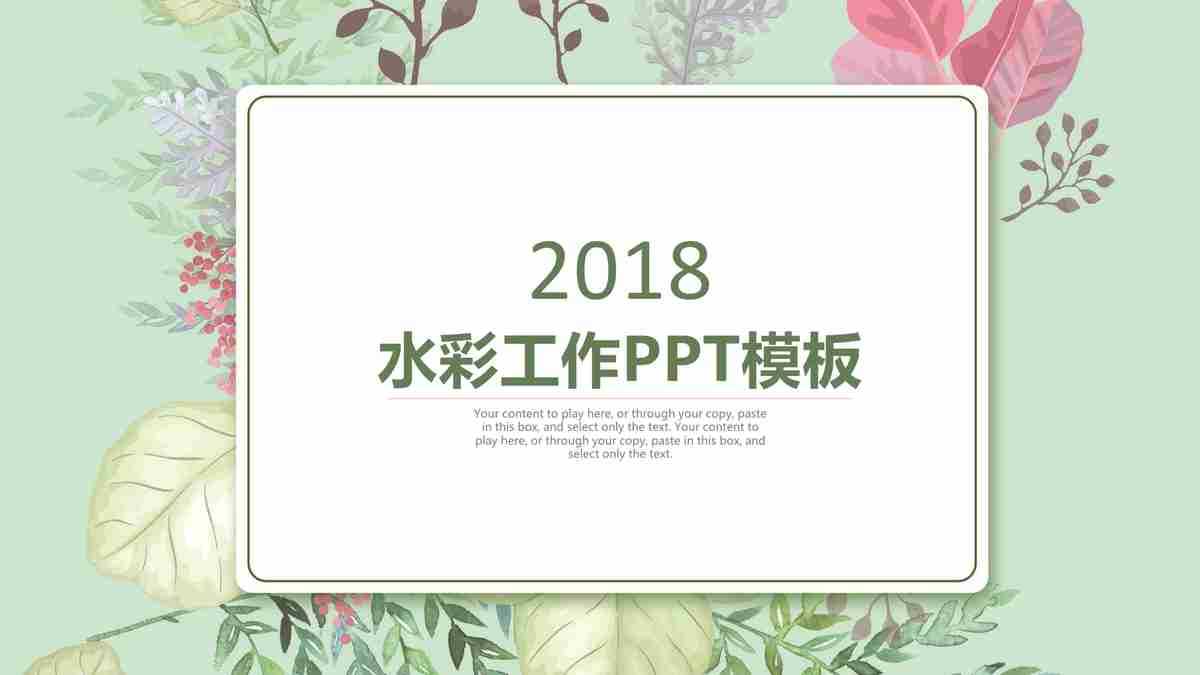 2018
水彩工作PPT模板
Your content to play here, or through your copy, paste
in this box, and select only the text. Your content to
play here, or through your copy, paste in this box, and
select only the text.